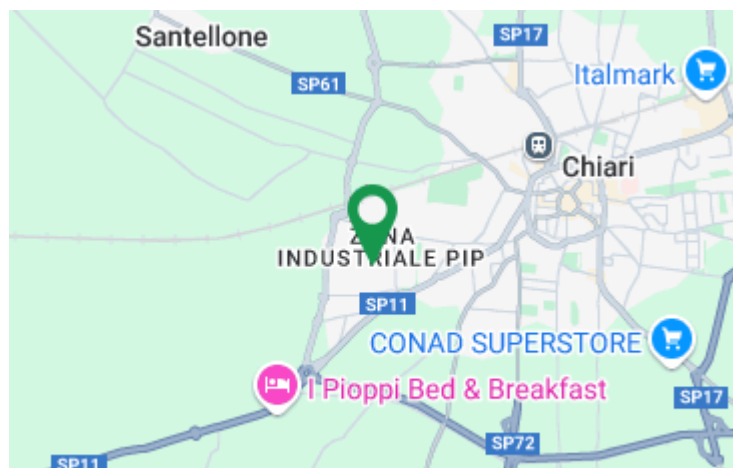 Santellone
SP17
Italmark
SP61
Chiari
ZONA
INDUSTRIALE PIP
SP11
CONAD SUPERSTORE
I Pioppi Bed & Breakfast
SP17
SP72
SP11